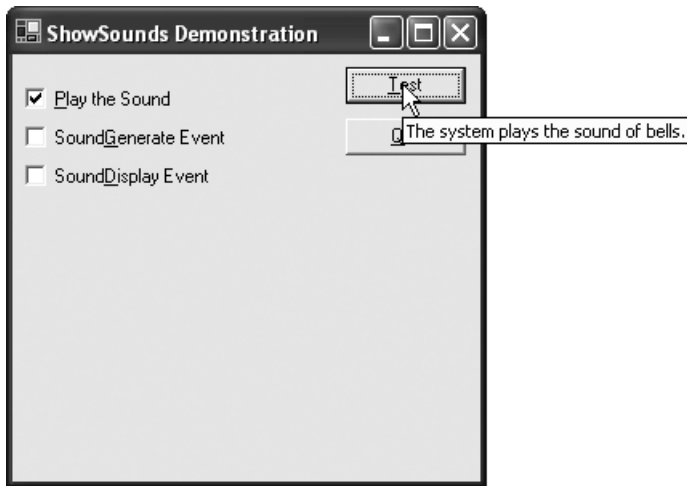 ShowSounds Demonstration
Play the Sound
SoundGenerate Event
SoundDisplay Event
Test
The system plays the sound of bells.